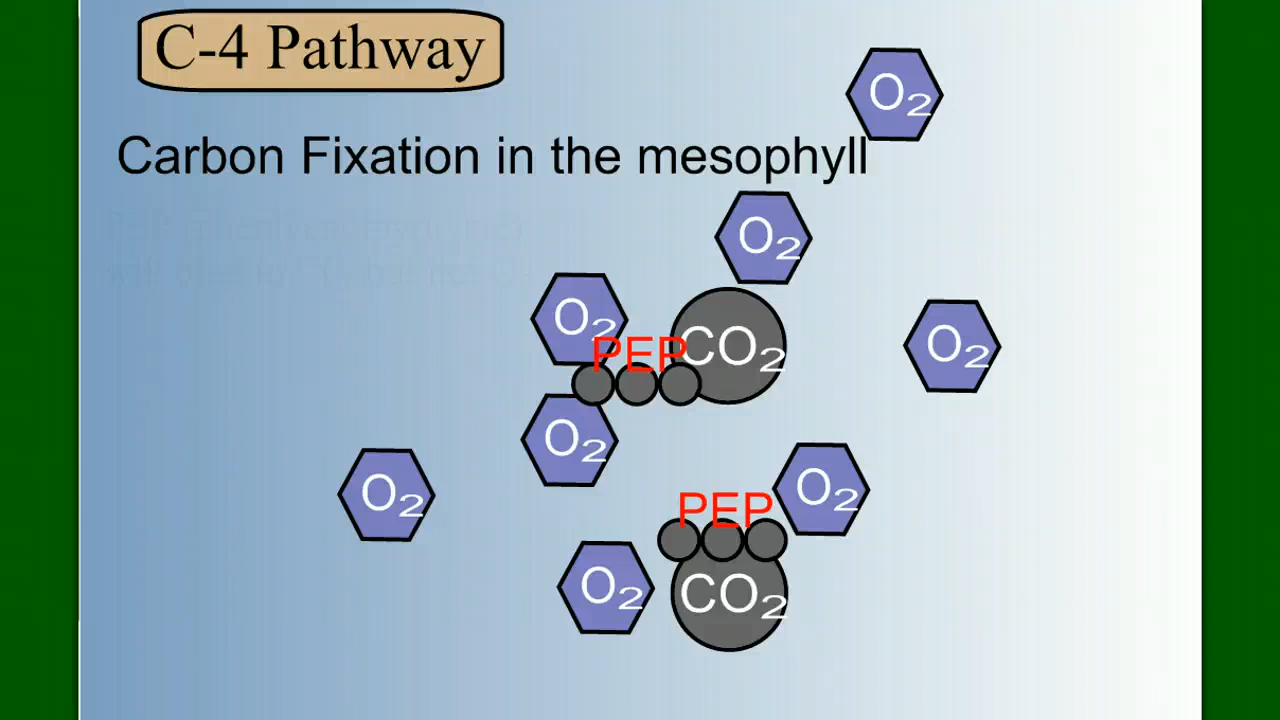 C-4 Pathway
O₂
Carbon Fixation in the mesophyll
O₂
O₂
PEP
CO₂
O₂
O₂
O₂
PEP
O₂
O₂
CO₂